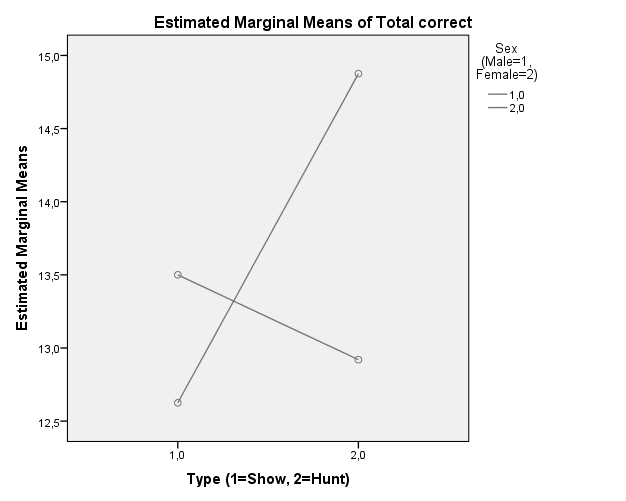 Estimated Marginal Means of Total correct
Estimated Marginal Means
15,0
14,5
14,0
13,5
13,0
12,5
1,0
2,0
Type (1=Show, 2=Hunt)
Sex
(Male=1,
Female=2)
1,0
2,0